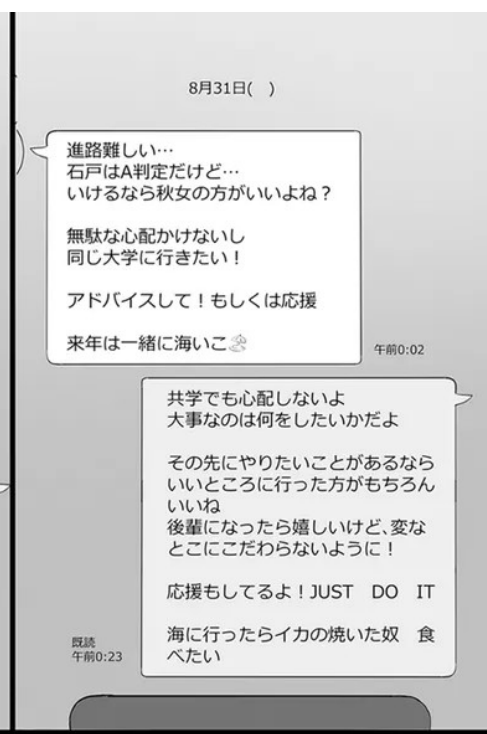 8月31日(　)
進路難しい…
石戸はA判定だけど…
いけるなら秋女の方がいいよね？
無駄な心配かけないし
同じ大学に行きたい！
アドバイスして！もしくは応援
来年は一緒に海いこ🏖
午前0:02
共学でも心配しないよ
大事なのは何をしたいかだよ
その先にやりたいことがあるなら
いいところに行った方がもちろん
いいね
後輩になったら嬉しいけど、変な
とこにこだわらないように！
応援もしてるよ！JUST　DO　IT
海に行ったらイカの焼いた奴　食
べたい
既読
午前0:23